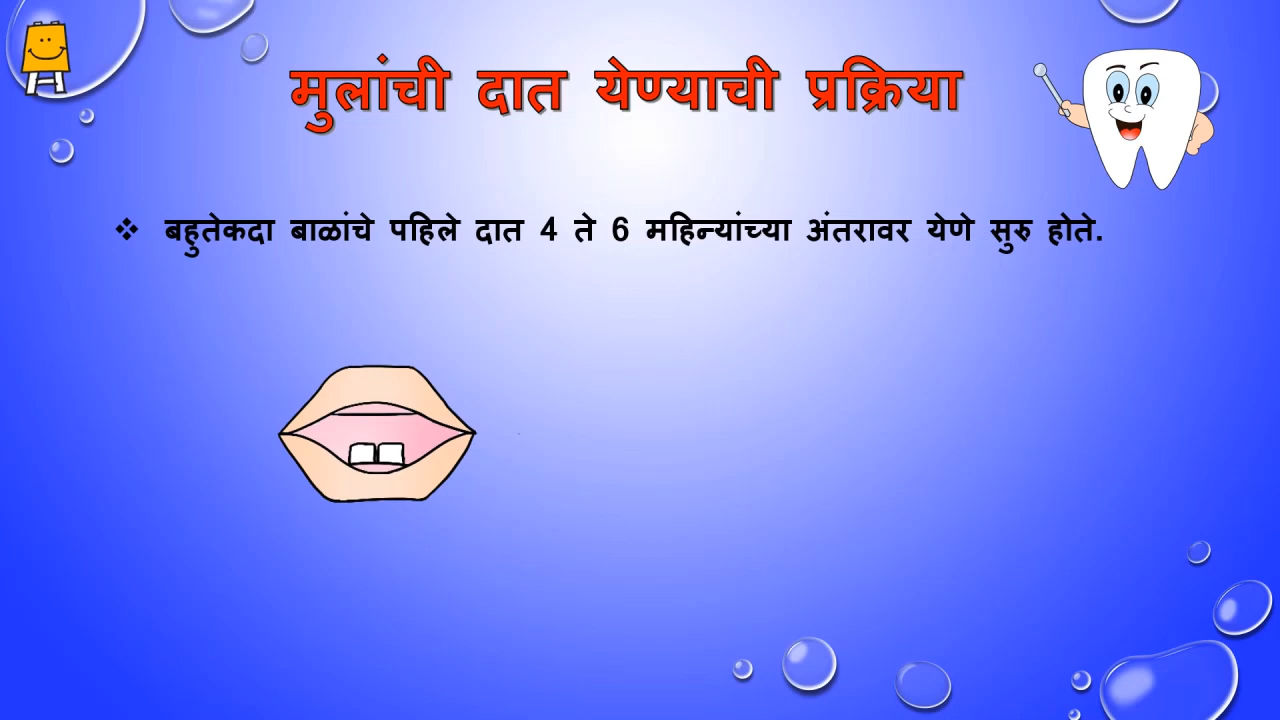 मुलांची दात येण्याची प्रक्रिया
❖ बहुतेकदा बाळांचे पहिले दात 4 ते 6 महिन्यांच्या अंतरावर येणे सुरु होते.